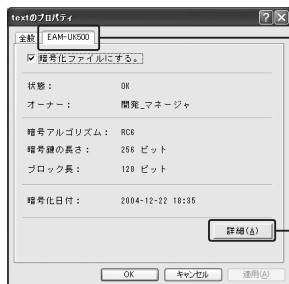 textのプロパティ
全般 EAM-UK500
暗号化ファイルにする。
状態： OK
オーナー： 開発_マネージャ
暗号アルゴリズム： RC6
暗号鍵の長さ： 256 ビット
ブロック長： 128 ビット
暗号化日付： 2004-12-22 18:35
詳細(A)
OK キャンセル 適用(A)